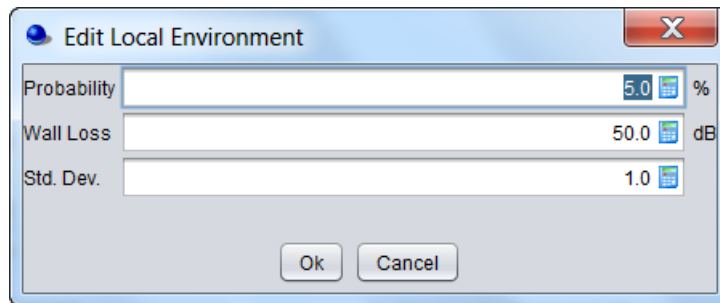 Edit Local Environment
Probability 5.0 %
Wall Loss 50.0 dB
Std. Dev. 1.0
Ok Cancel